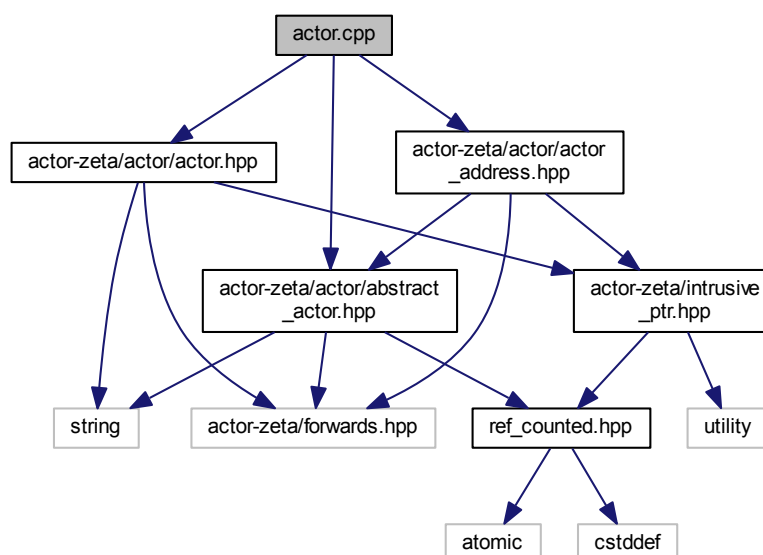 actor.cpp
actor-zeta/actor/actor.hpp
actor-zeta/actor/actor
_address.hpp
actor-zeta/actor/abstract
_actor.hpp
actor-zeta/intrusive
_ptr.hpp
string
actor-zeta/forwards.hpp
ref_counted.hpp
utility
atomic
cstddef